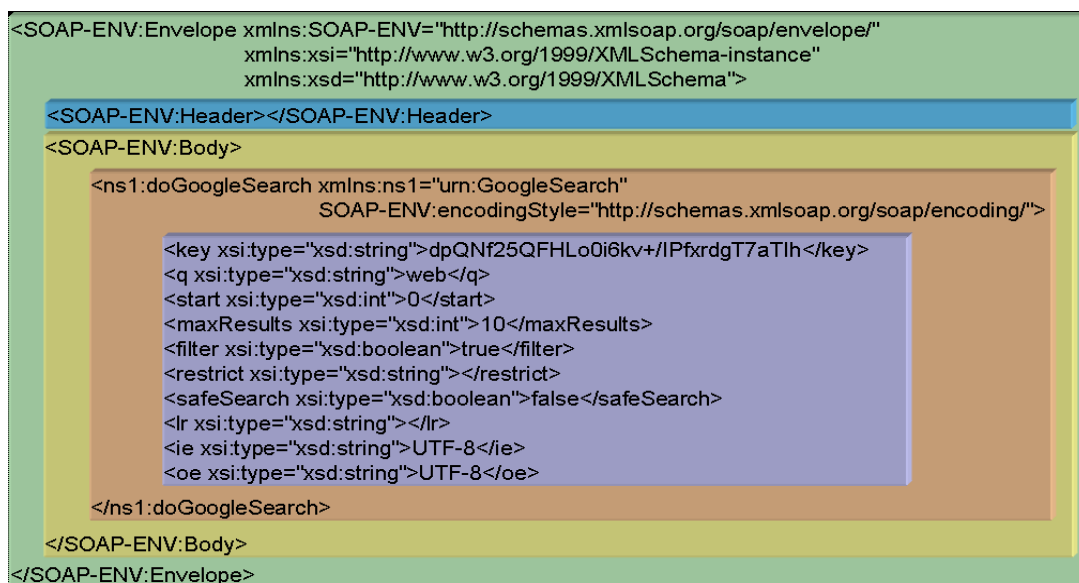 <SOAP-ENV:Envelope xmlns:SOAP-ENV="http://schemas.xmlsoap.org/soap/envelope/"
xmlns:xsi="http://www.w3.org/1999/XMLSchema-instance"
xmlns:xsd="http://www.w3.org/1999/XMLSchema">
<SOAP-ENV:Header></SOAP-ENV:Header>
<SOAP-ENV:Body>
<ns1:doGoogleSearch xmlns:ns1="urn:GoogleSearch"
SOAP-ENV:encodingStyle="http://schemas.xmlsoap.org/soap/encoding/">
<key xsi:type="xsd:string">dpQNf25QFHLo0i6kv+/IPfxrdgT7aTIh</key>
<q xsi:type="xsd:string">web</q>
<start xsi:type="xsd:int">0</start>
<maxResults xsi:type="xsd:int">10</maxResults>
<filter xsi:type="xsd:boolean">true</filter>
<restrict xsi:type="xsd:string"></restrict>
<safeSearch xsi:type="xsd:boolean">false</safeSearch>
<lr xsi:type="xsd:string"></lr>
<ie xsi:type="xsd:string">UTF-8</ie>
<oe xsi:type="xsd:string">UTF-8</oe>
</ns1:doGoogleSearch>
</SOAP-ENV:Body>
</SOAP-ENV:Envelope>